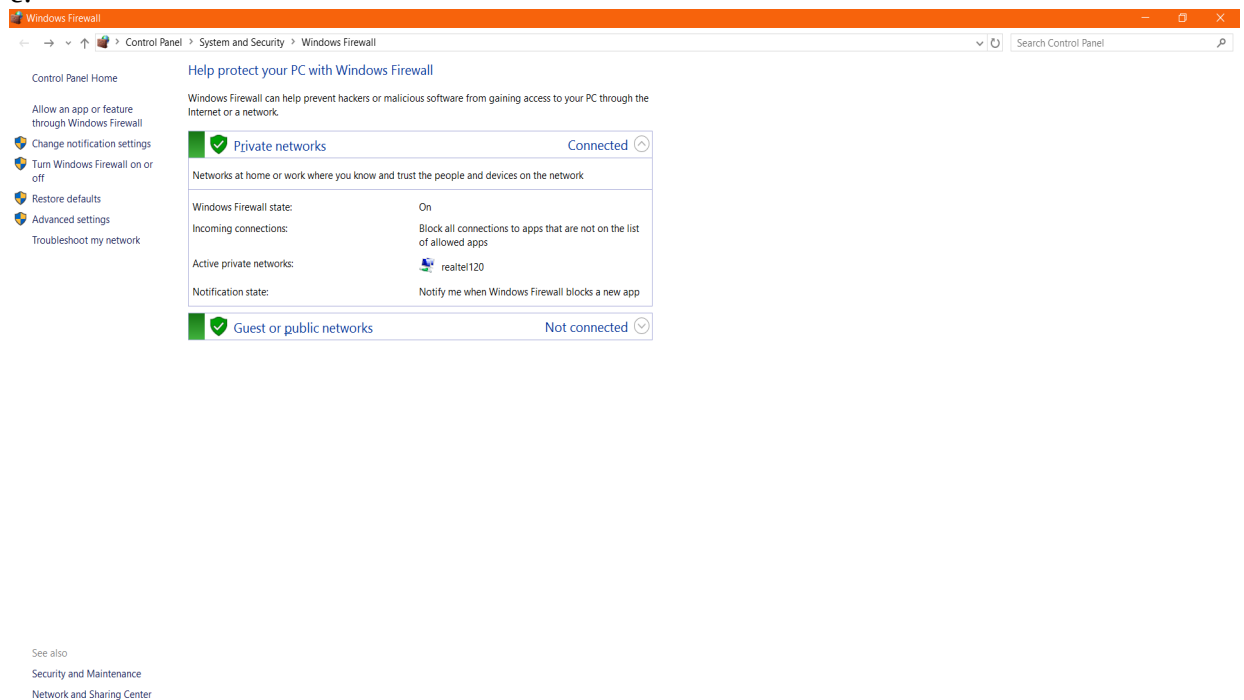 Windows Firewall
Control Panel > System and Security > Windows Firewall
Search Control Panel
Control Panel Home
Allow an app or feature
through Windows Firewall
Change notification settings
Turn Windows Firewall on or
off
Restore defaults
Advanced settings
Troubleshoot my network
Help protect your PC with Windows Firewall
Windows Firewall can help prevent hackers or malicious software from gaining access to your PC through the
Internet or a network.
Private networks Connected
Networks at home or work where you know and trust the people and devices on the network
Windows Firewall state: On
Incoming connections: Block all connections to apps that are not on the list
of allowed apps
Active private networks: realtel120
Notification state: Notify me when Windows Firewall blocks a new app
Guest or public networks Not connected
See also
Security and Maintenance
Network and Sharing Center